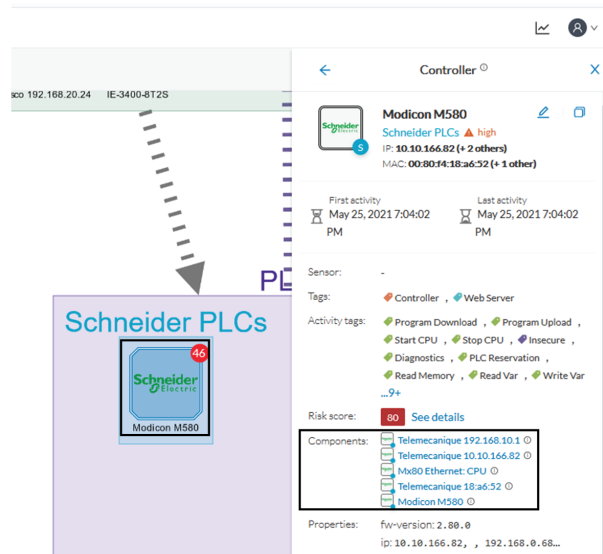 sco 192.168.20.24 IE-3400-8T2S
PL
Schneider PLCs
46
Schneider
Electric
Modicon M580
Controller
Schneider
Electric
S
Modicon M580
Schneider PLCs high
IP: 10.10.166.82 (+ 2 others)
MAC: 00:80:f4:18:a6:52 (+ 1 other)
First activity
May 25, 2021 7:04:02
PM
Last activity
May 25, 2021 7:04:02
PM
Sensor: -
Tags: Controller , Web Server
Activity tags: Program Download , Program Upload ,
Start CPU , Stop CPU , Insecure ,
Diagnostics , PLC Reservation ,
Read Memory , Read Var , Write Var
...9+
Risk score: 80 See details
Components: Telemecanique 192.168.10.1
Telemecanique 10.10.166.82
Mx80 Ethernet: CPU
Telemecanique 18:a6:52
Modicon M580
Properties: fw-version: 2.80.0
ip: 10.10.166.82, , 192.168.0.68...